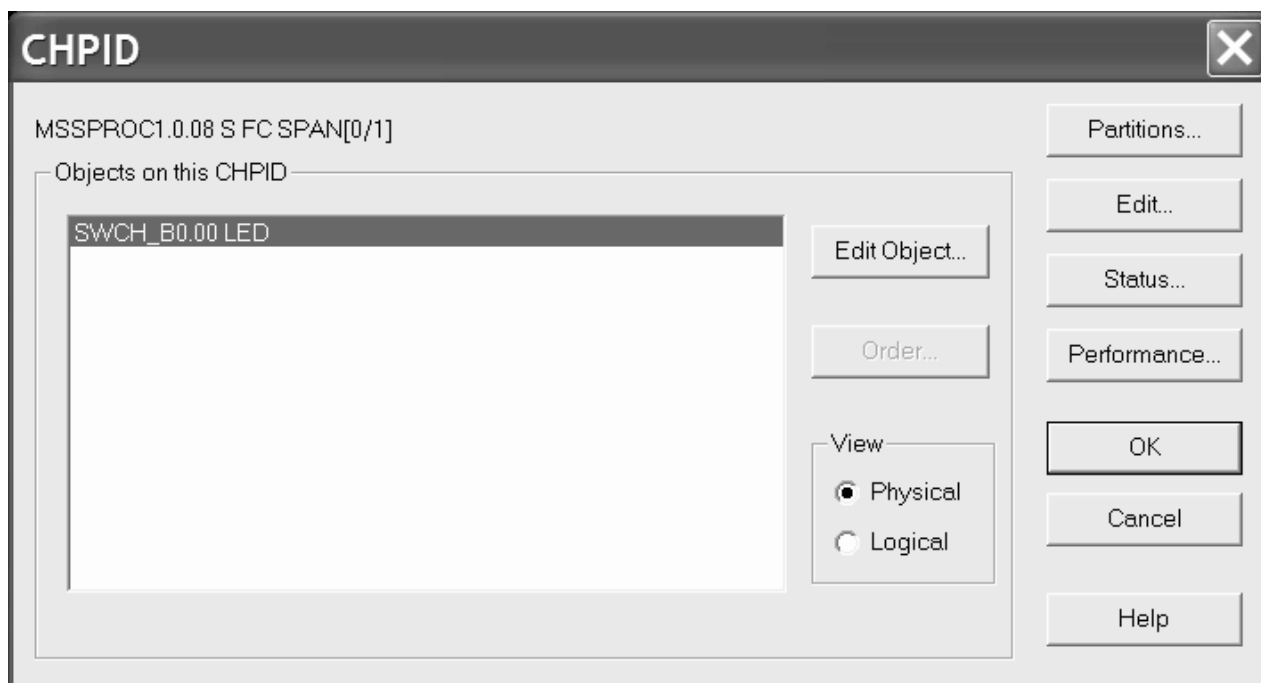 CHPID
MSSPROC1.0.08 S FC SPAN[0/1]
Objects on this CHPID
SWCH_B0.00 LED
Edit Object...
Order...
View
Physical
Logical
Partitions...
Edit...
Status...
Performance...
OK
Cancel
Help